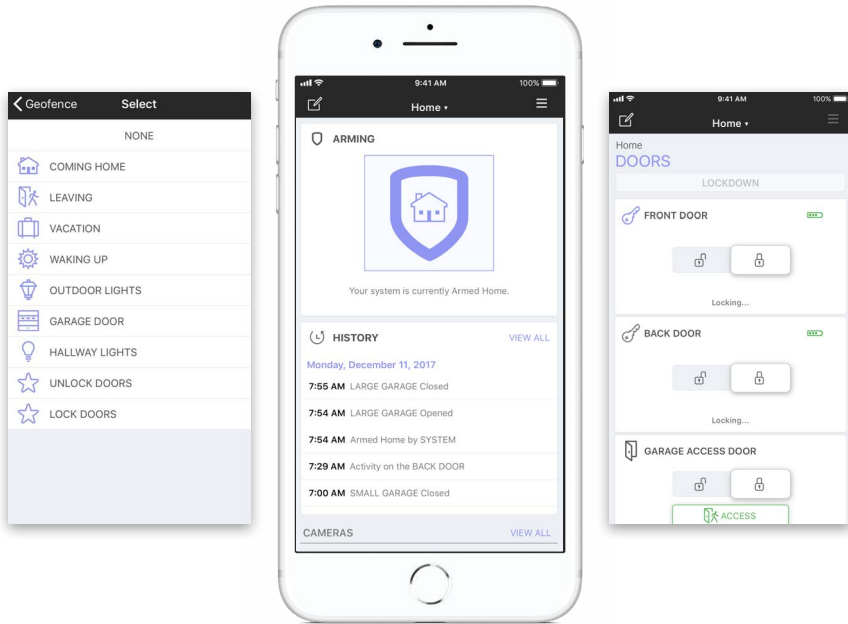 Geofence Select
NONE
COMING HOME
LEAVING
VACATION
WAKING UP
OUTDOOR LIGHTS
GARAGE DOOR
HALLWAY LIGHTS
UNLOCK DOORS
LOCK DOORS
9:41 AM 100%
Home ▾
ARMING
Your system is currently Armed Home.
HISTORY VIEW ALL
Monday, December 11, 2017
7:55 AM LARGE GARAGE Closed
7:54 AM LARGE GARAGE Opened
7:54 AM Armed Home by SYSTEM
7:29 AM Activity on the BACK DOOR
7:00 AM SMALL GARAGE Closed
CAMERAS VIEW ALL
9:41 AM 100%
Home ▾
Home
DOORS
LOCKDOWN
FRONT DOOR
Locking...
BACK DOOR
Locking...
GARAGE ACCESS DOOR
ACCESS